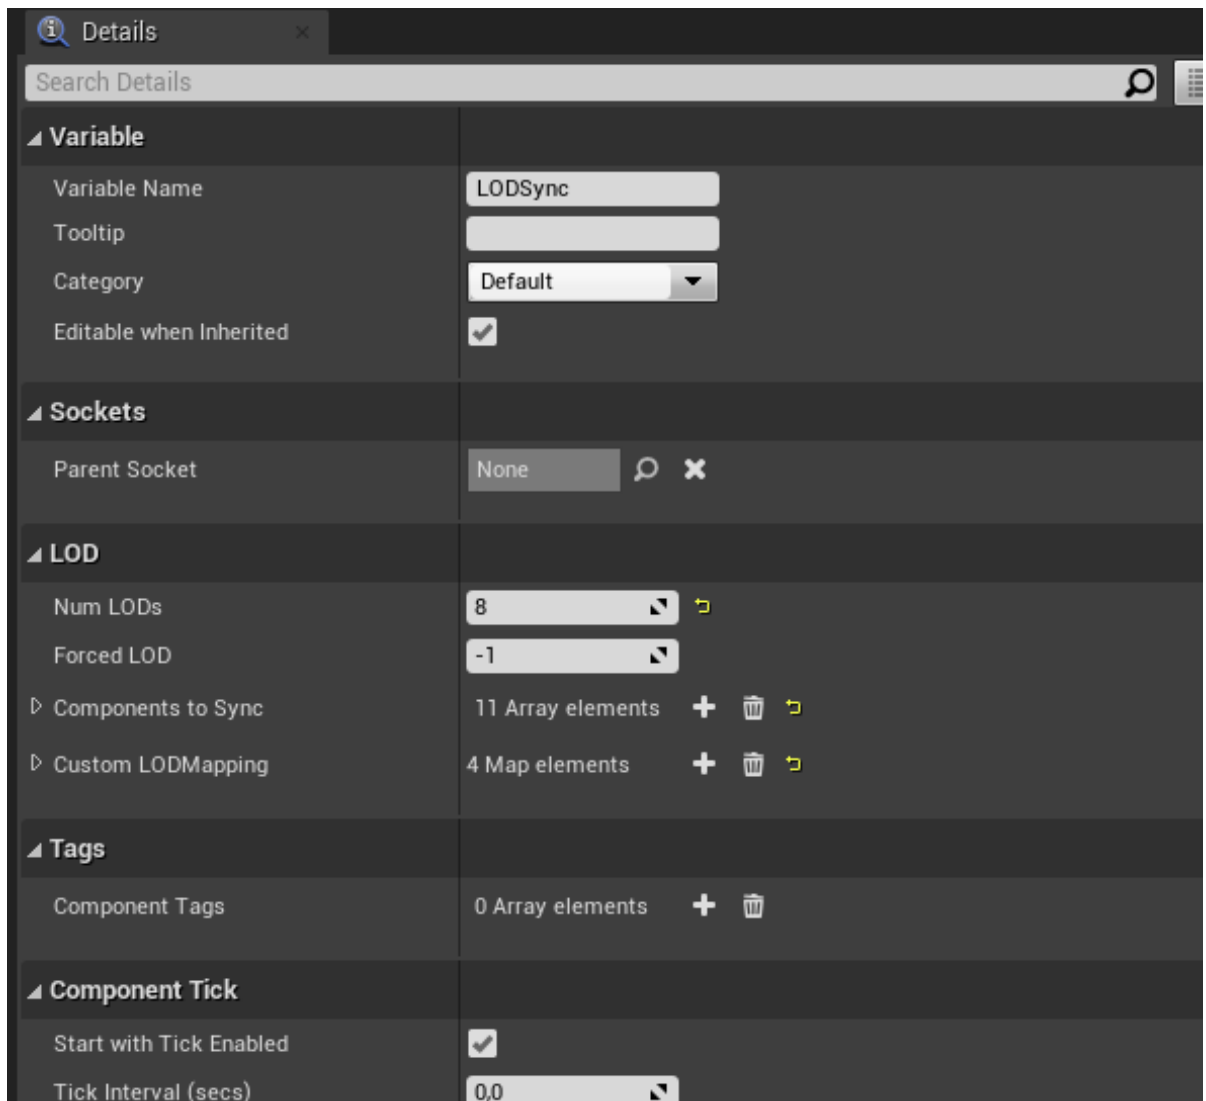 Details
Search Details
Variable
Variable Name LODSync
Tooltip
Category Default
Editable when Inherited
Sockets
Parent Socket None
LOD
Num LODs 8
Forced LOD -1
Components to Sync 11 Array elements
Custom LODMapping 4 Map elements
Tags
Component Tags 0 Array elements
Component Tick
Start with Tick Enabled
Tick Interval (secs) 0,0